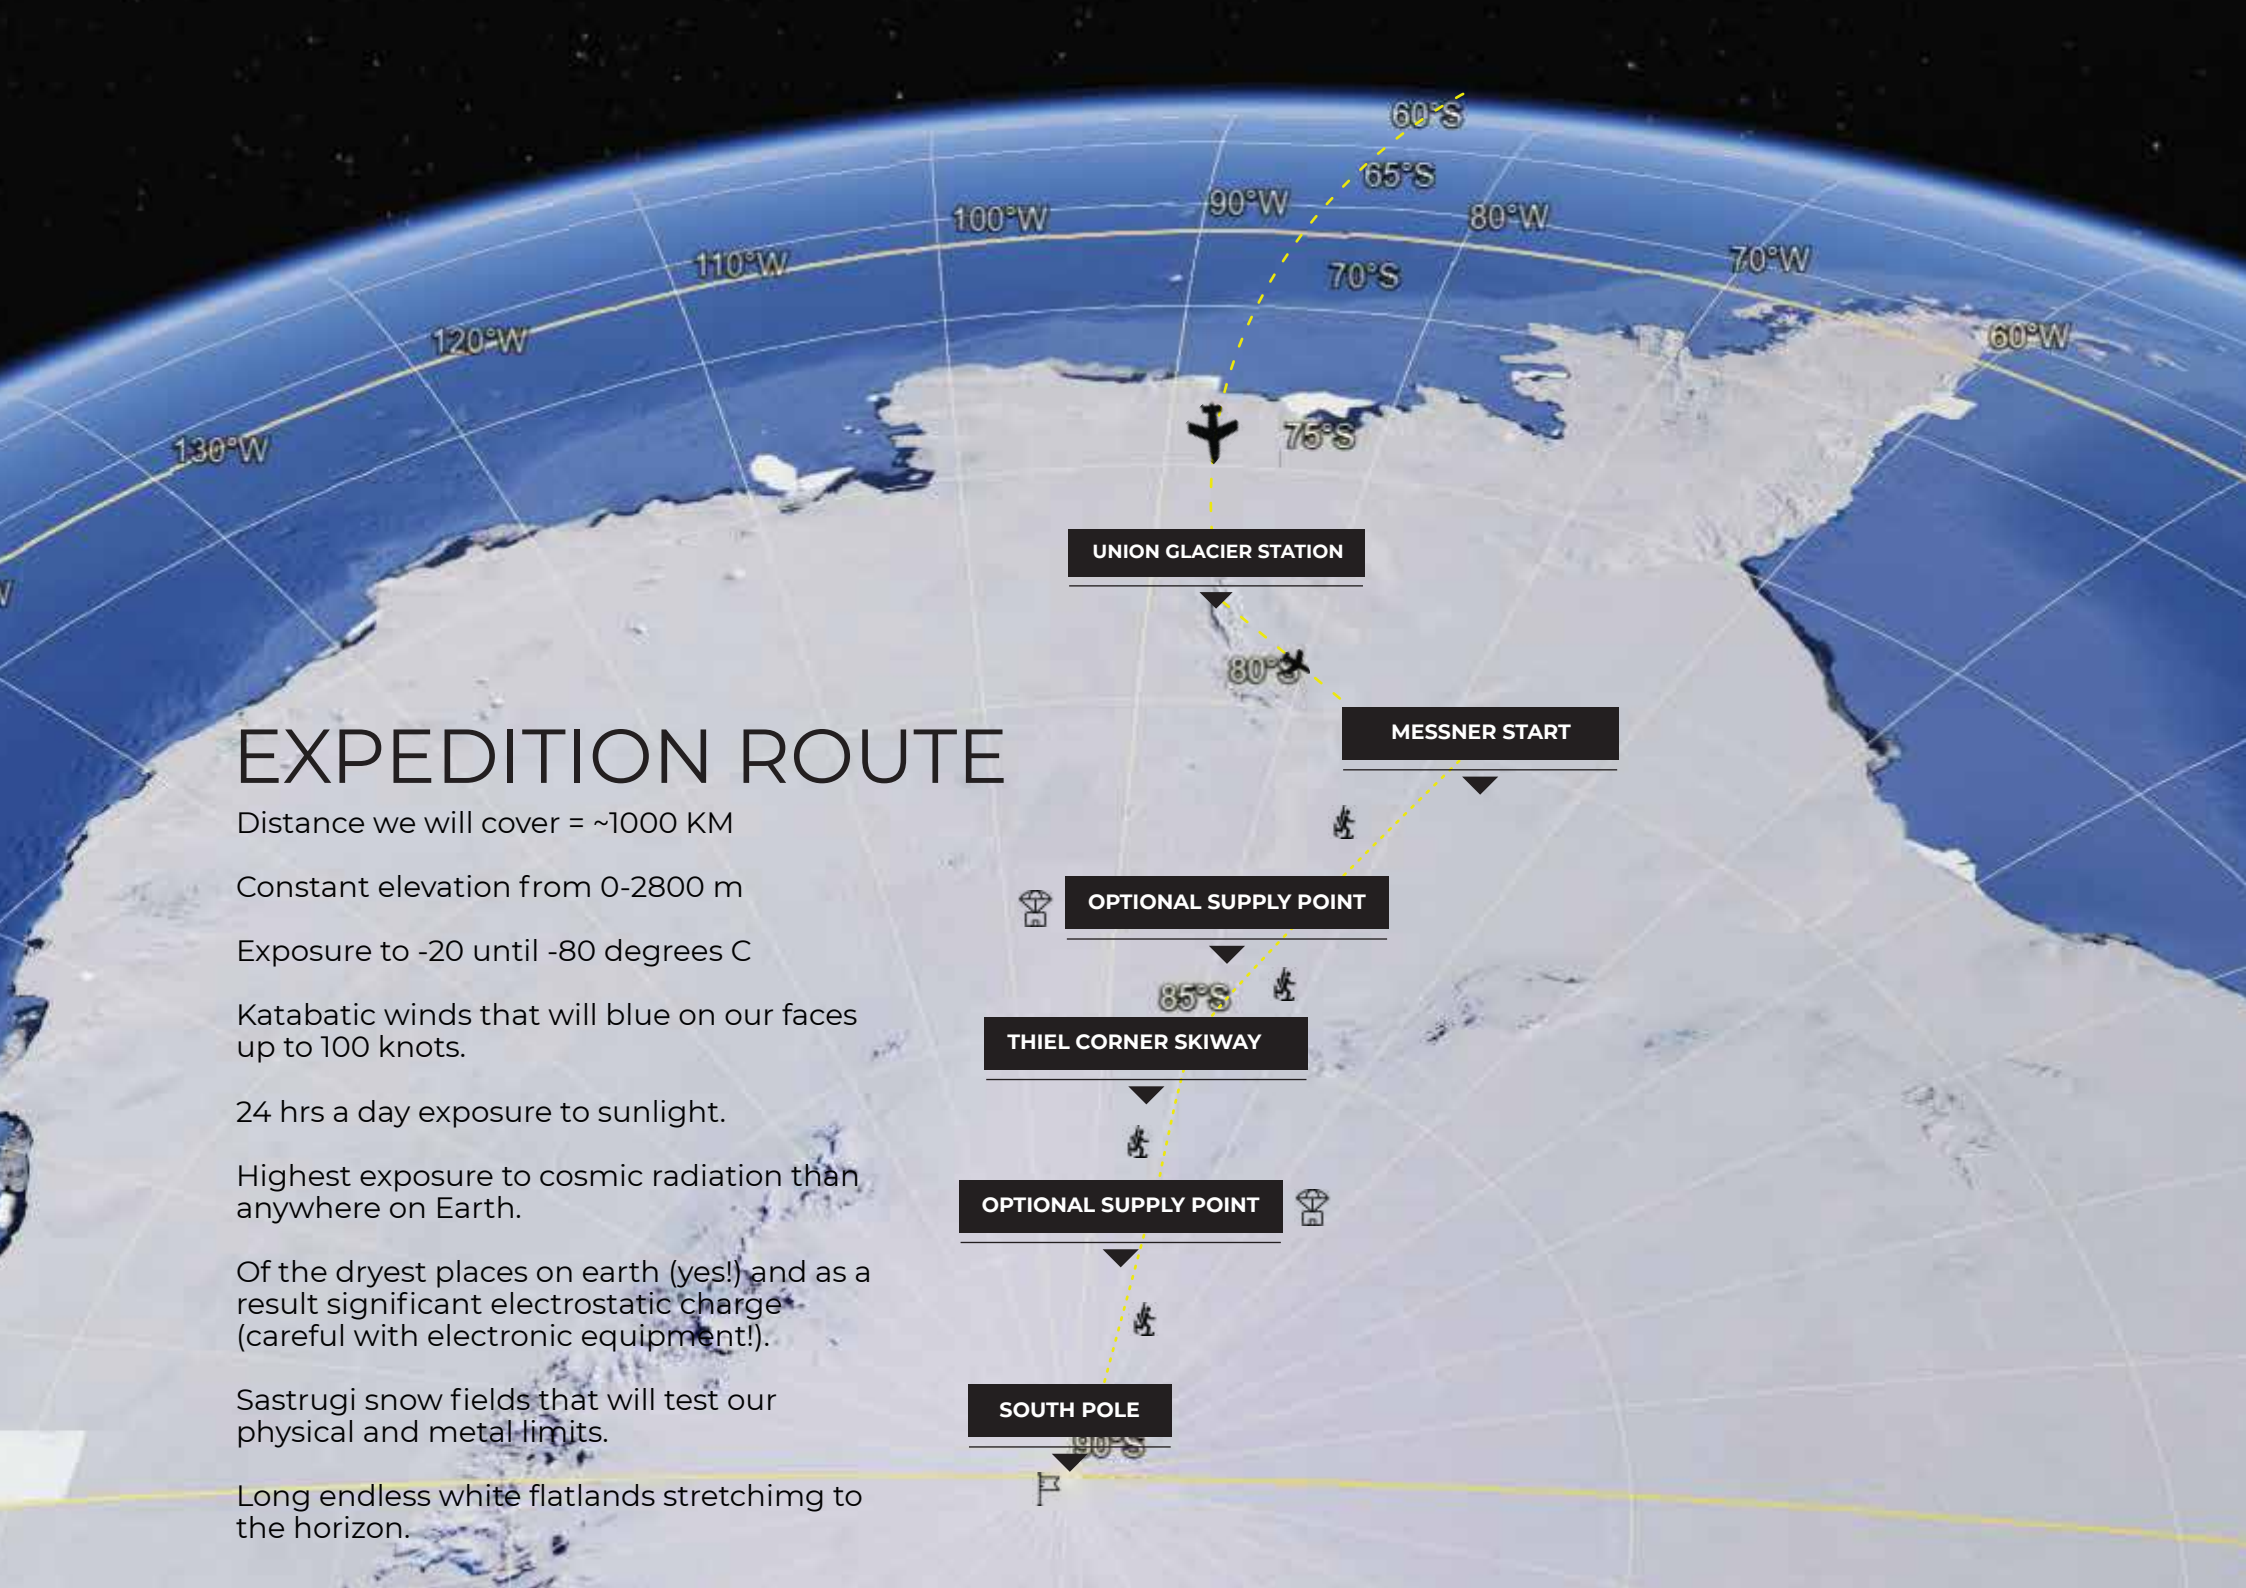 60°S
65°S
90°W
100°W
80°W
110°W
70°W
70°S
120°W
60°W
130°W
75°S
W
UNION GLACIER STATION
80°S
MESSNER START
EXPEDITION ROUTE
Distance we will cover = ~1000 KM
Constant elevation from 0-2800 m
Exposure to -20 until -80 degrees C
Katabatic winds that will blue on our faces
up to 100 knots.
24 hrs a day exposure to sunlight.
Highest exposure to cosmic radiation than
anywhere on Earth.
Of the dryest places on earth (yes!) and as a
result significant electrostatic charge
(careful with electronic equipment!).
Sastrugi snow fields that will test our
physical and metal limits.
Long endless white flatlands stretchimg to
the horizon.
OPTIONAL SUPPLY POINT
85°S
THIEL CORNER SKIWAY
OPTIONAL SUPPLY POINT
SOUTH POLE
90°S